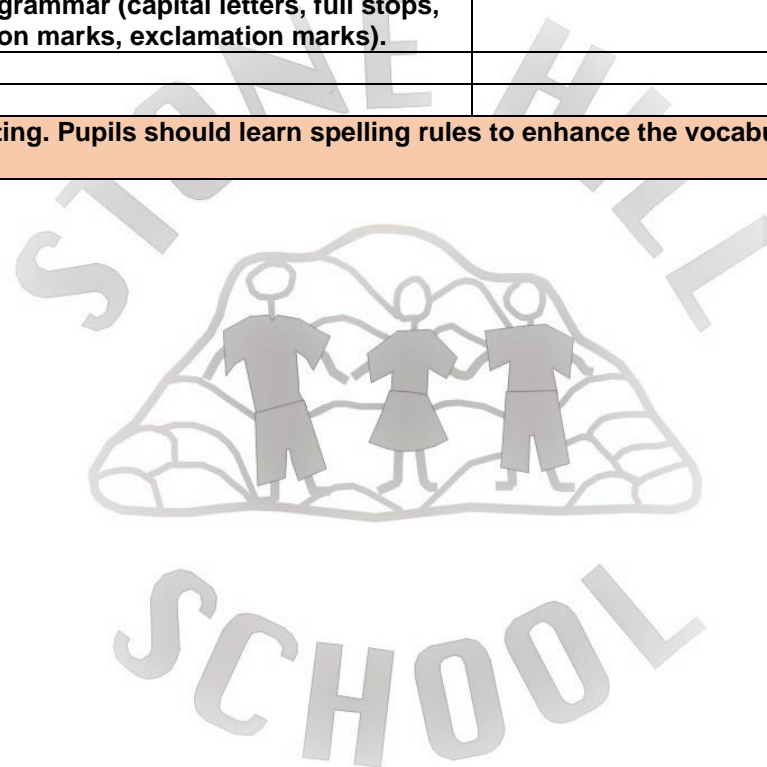 grammar (capital letters, full stops,
on marks, exclamation marks).
ting. Pupils should learn spelling rules to enhance the vocabu
STONE HILL
SCHOOL